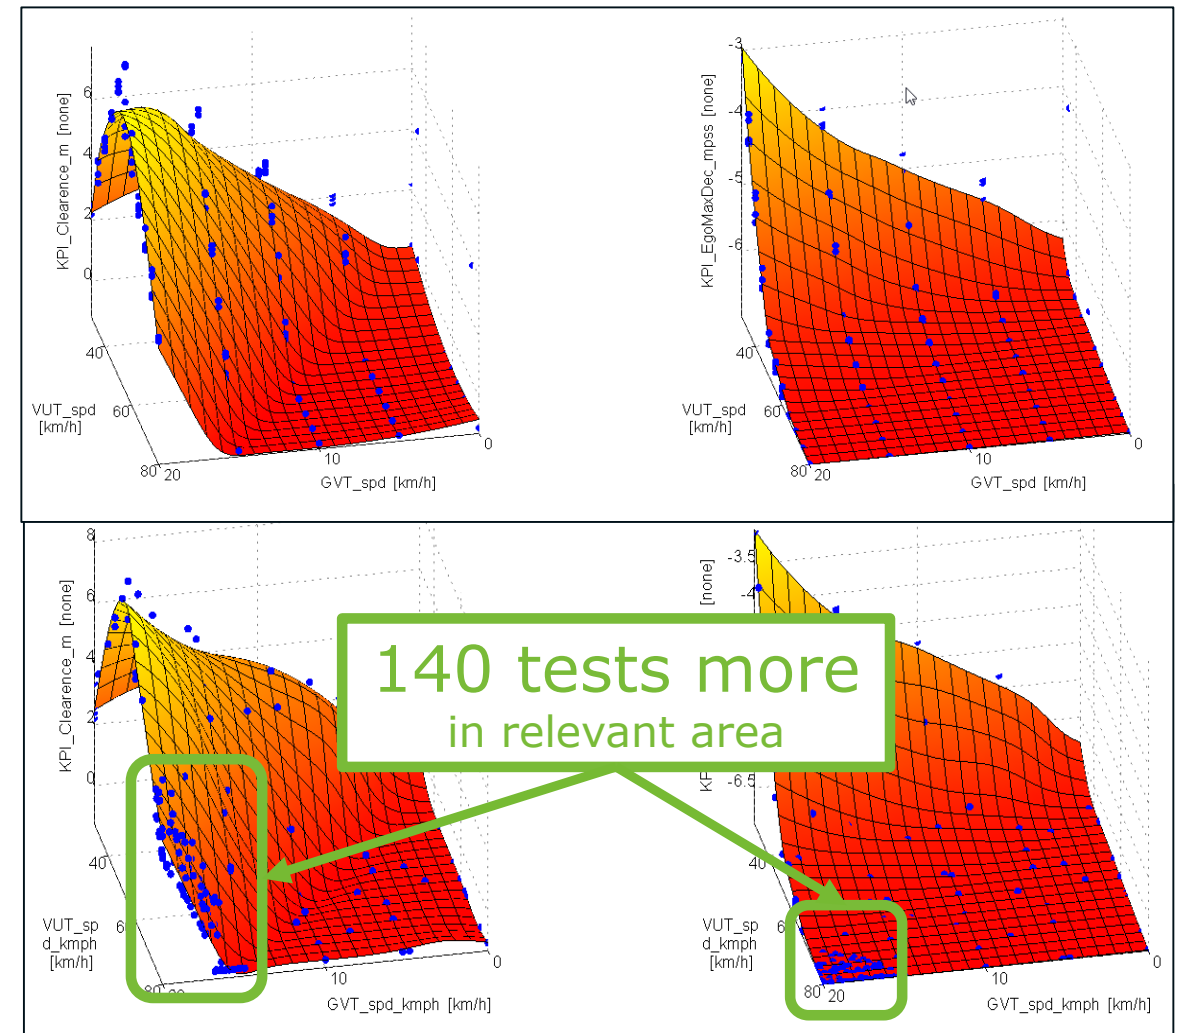 6
4
2
0
KPI_Clearence_m [none]
40
60
80
VUT_spd
[km/h]
20
10
0
GVT_spd [km/h]
-3
-4
-5
-6
KPI_EgoMaxDec_mpss [none]
40
60
80
VUT_spd
[km/h]
20
10
0
GVT_spd [km/h]
8
6
4
2
0
KPI_Clearence_m [none]
40
VUT_sp
d_kmph
[km/h]
10
0
GVT_spd_kmph [km/h]
140 tests more
in relevant area
-3.5
-4
-6.5
[none]
40
80
VUT_sp
d_kmph
[km/h]
20
10
0
GVT_spd_kmph [km/h]